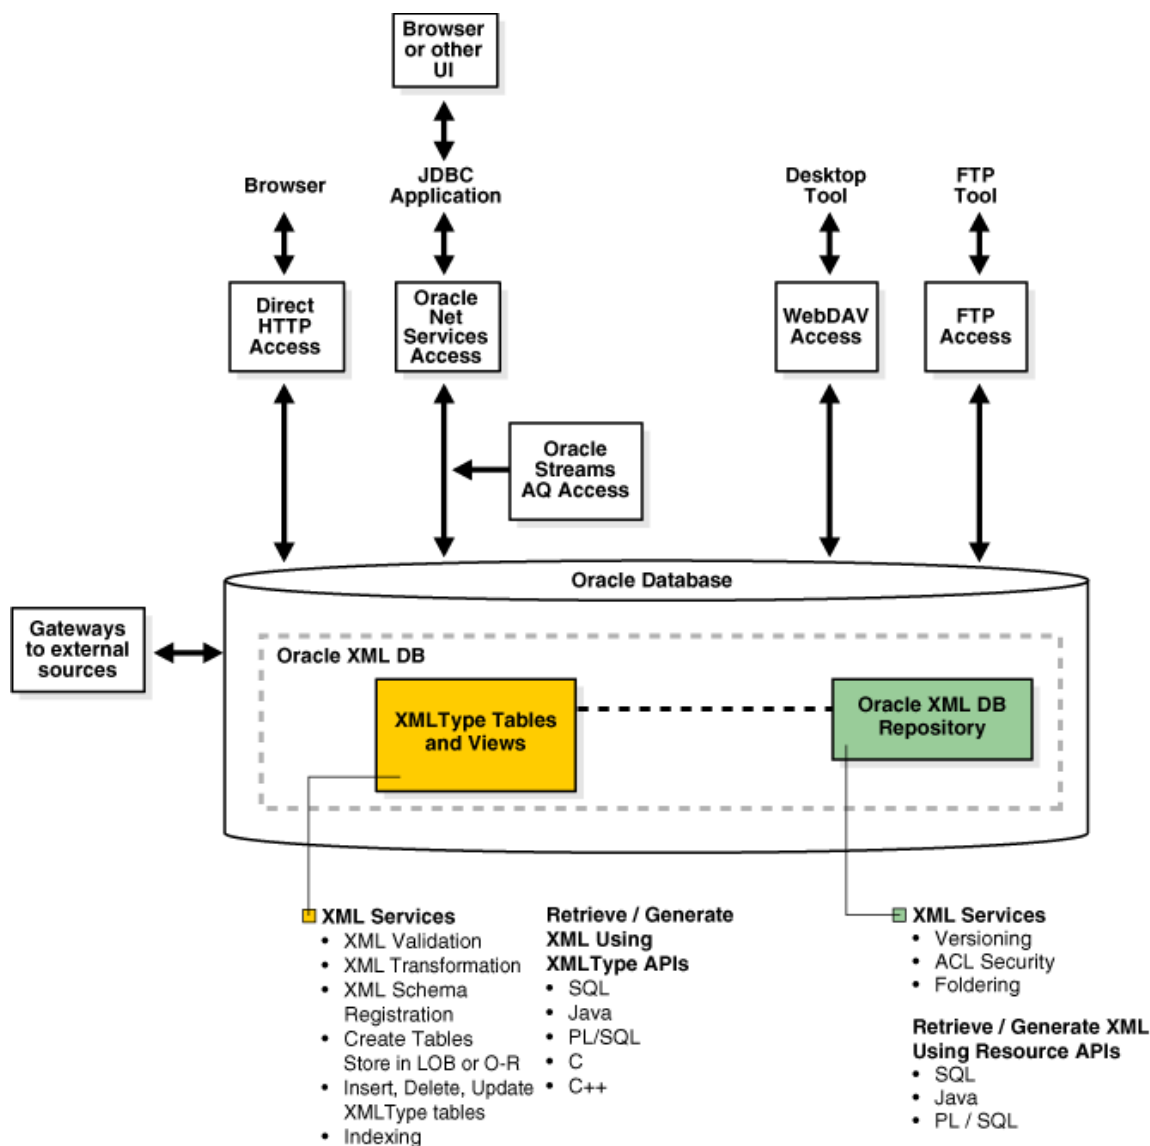 Browser
or other
UI
Browser
JDBC
Application
Desktop
Tool
FTP
Tool
Direct
HTTP
Access
Oracle
Net
Services
Access
WebDAV
Access
FTP
Access
Oracle
Streams
AQ Access
Oracle Database
Gateways
to external
sources
Oracle XML DB
XMLType Tables
and Views
Oracle XML DB
Repository
XML Services
• XML Validation
• XML Transformation
• XML Schema
Registration
• Create Tables
Store in LOB or O-R
• Insert, Delete, Update
XMLType tables
• Indexing
Retrieve / Generate
XML Using
XMLType APIs
• SQL
• Java
• PL/SQL
• C
• C++
XML Services
• Versioning
• ACL Security
• Foldering
Retrieve / Generate XML
Using Resource APIs
• SQL
• Java
• PL / SQL